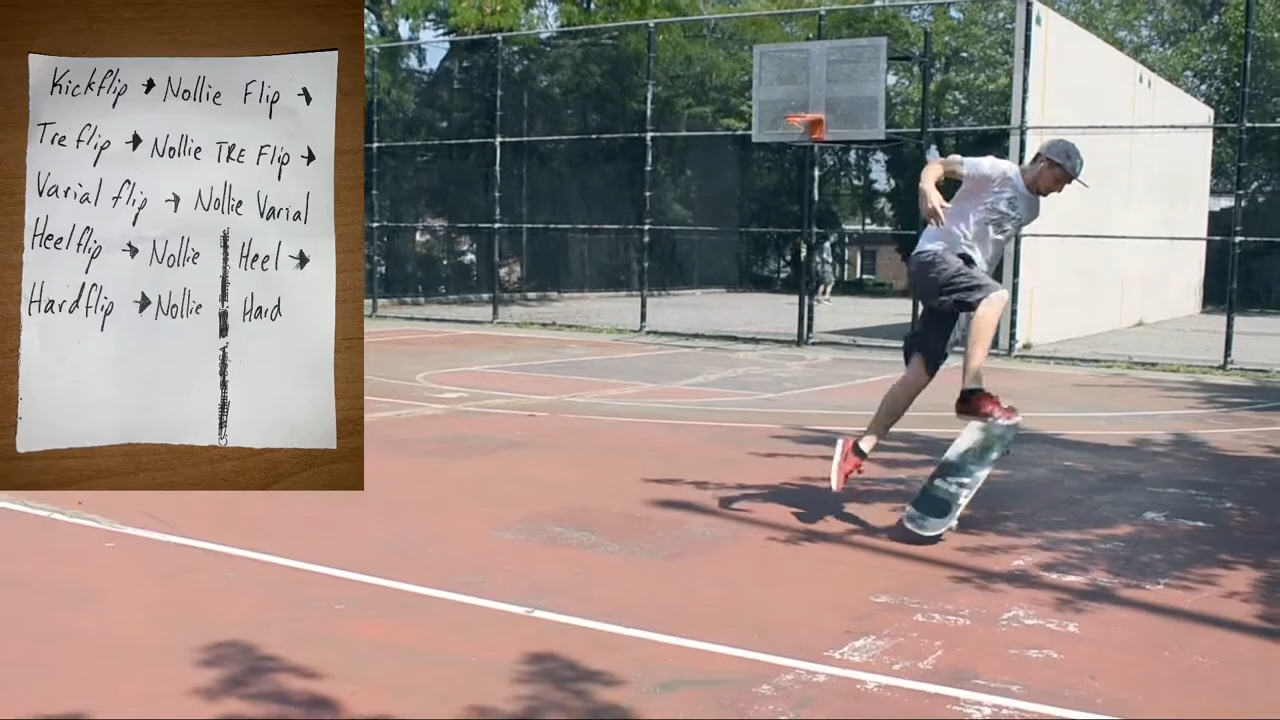 Kickflip → Nollie Flip →
Tre flip → Nollie TRE Flip →
Varial flip → Nollie Varial
Heelflip → Nollie Heel →
Hardflip → Nollie Hard